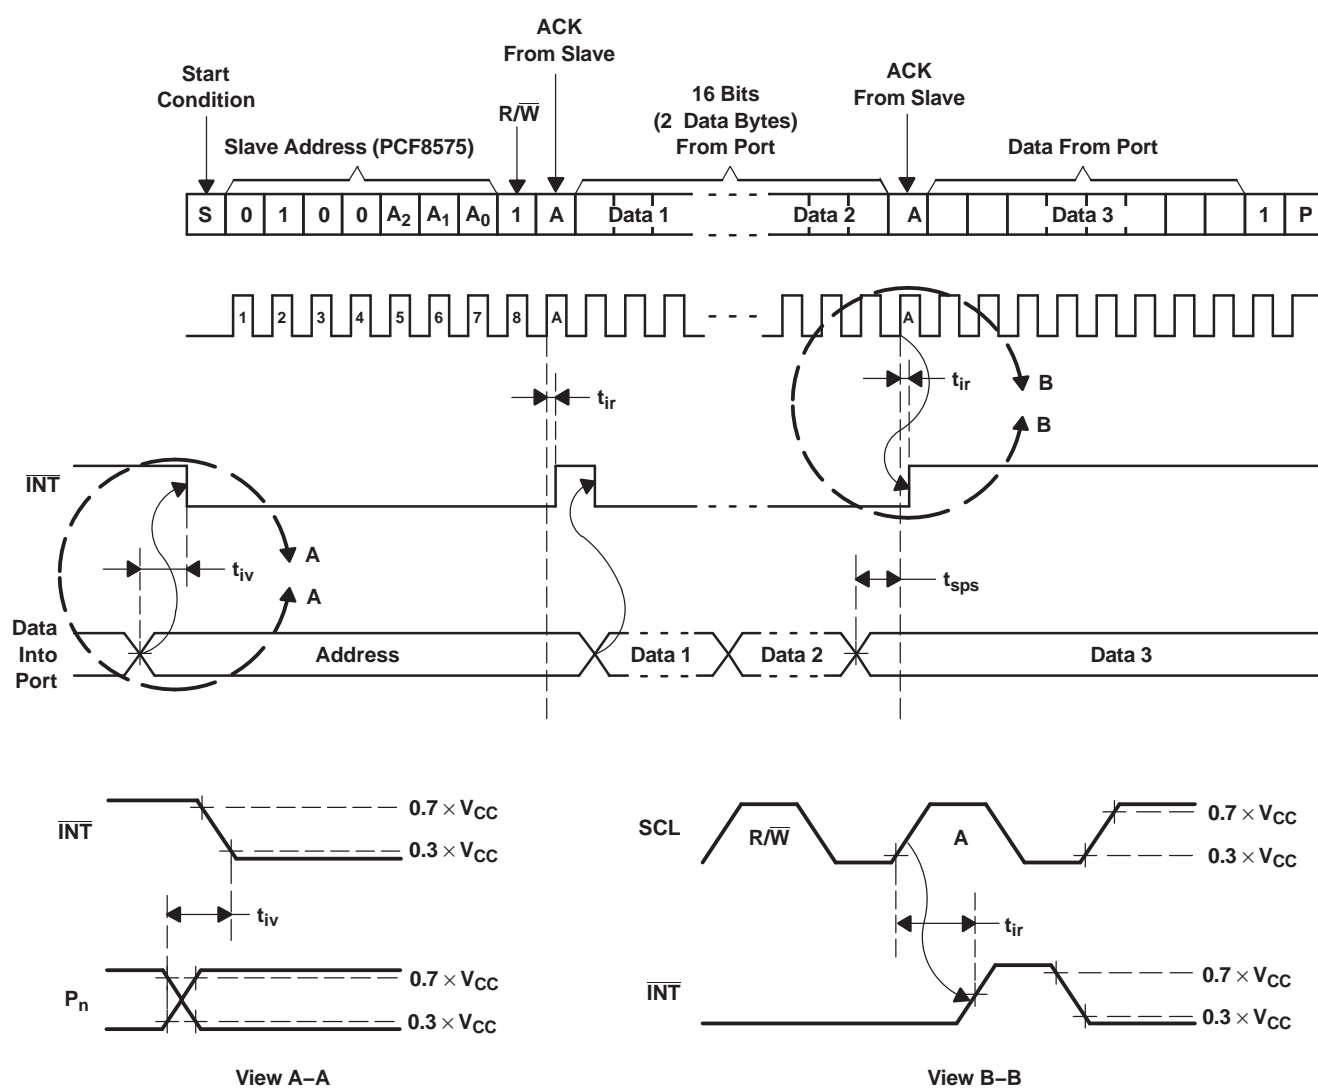 ACK
From Slave
Start
Condition
R/W̅
16 Bits
(2 Data Bytes)
From Port
ACK
From Slave
Slave Address (PCF8575)
Data From Port
S 0 1 0 0 A2 A1 A0 1 A Data 1 Data 2 A Data 3 1 P
1 2 3 4 5 6 7 8 A A
tir
tir
B
B
I̅N̅T̅
tiv
A
A
tsps
Data
Into
Port
Address
Data 1
Data 2
Data 3
I̅N̅T̅
0.7 × VCC
0.3 × VCC
tiv
Pn
0.7 × VCC
0.3 × VCC
View A–A
SCL
R/W̅
A
0.7 × VCC
0.3 × VCC
tir
I̅N̅T̅
0.7 × VCC
0.3 × VCC
View B–B